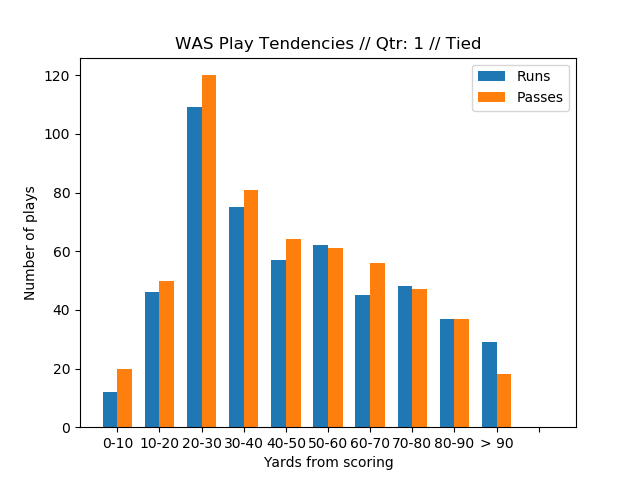 WAS Play Tendencies // Qtr: 1 // Tied
Runs
Passes
Number of plays
120
100
80
60
40
20
0
0-10 10-20 20-30 30-40 40-50 50-60 60-70 70-80 80-90 > 90
Yards from scoring